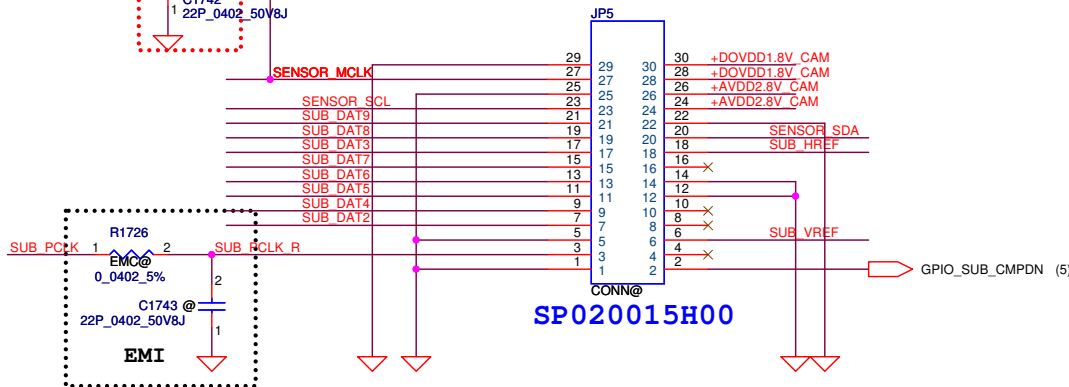 C1742
1 22P_0402_50V8J
JP5
SENSOR_MCLK
SENSOR_SCL
SUB_DAT9
SUB_DAT8
SUB_DAT3
SUB_DAT7
SUB_DAT6
SUB_DAT5
SUB_DAT4
SUB_DAT2
29 29 30 30 +DOVDD1.8V_CAM
27 27 28 28 +DOVDD1.8V_CAM
25 25 26 26 +AVDD2.8V_CAM
23 23 24 24 +AVDD2.8V_CAM
21 21 22 22
19 19 20 20 SENSOR_SDA
17 17 18 18 SUB_HREF
15 15 16 16
13 13 14 14
11 11 12 12
9 9 10 10
7 7 8 8
5 5 6 6 SUB_VREF
3 3 4 4
1 1 2 2 GPIO_SUB_CMPDN (5)
CONN@
SP020015H00
R1726
SUB_PCLK 1 2 SUB_PCLK_R
EMC@
0_0402_5%
2
C1743 @
22P_0402_50V8J
1
EMI